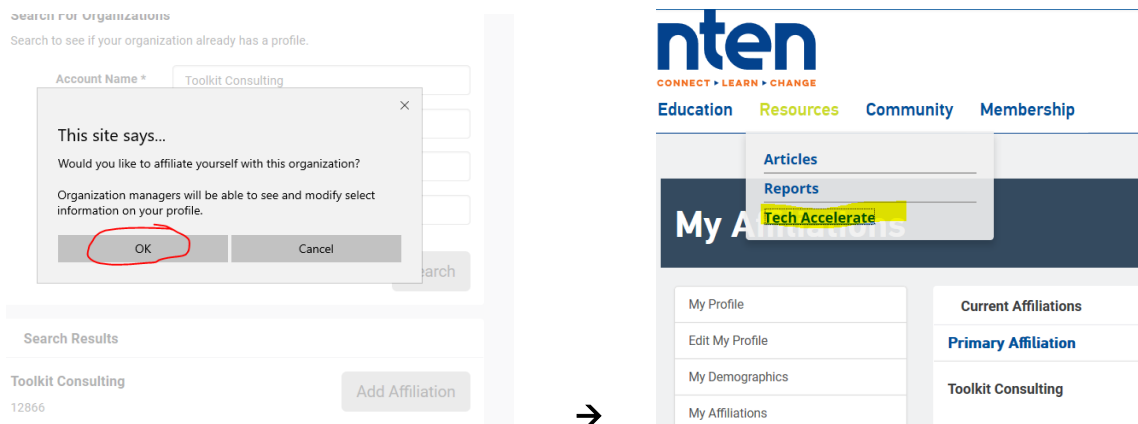 Search For Organizations
Search to see if your organization already has a profile.
Account Name *
Toolkit Consulting
This site says...
Would you like to affiliate yourself with this organization?
Organization managers will be able to see and modify select
information on your profile.
OK
Cancel
earch
Search Results
Toolkit Consulting
12866
Add Affiliation
→
nten
CONNECT ▸ LEARN ▸ CHANGE
Education Resources Community Membership
Articles
Reports
Tech Accelerate
My Affiliations
My Profile
Edit My Profile
My Demographics
My Affiliations
Current Affiliations
Primary Affiliation
Toolkit Consulting